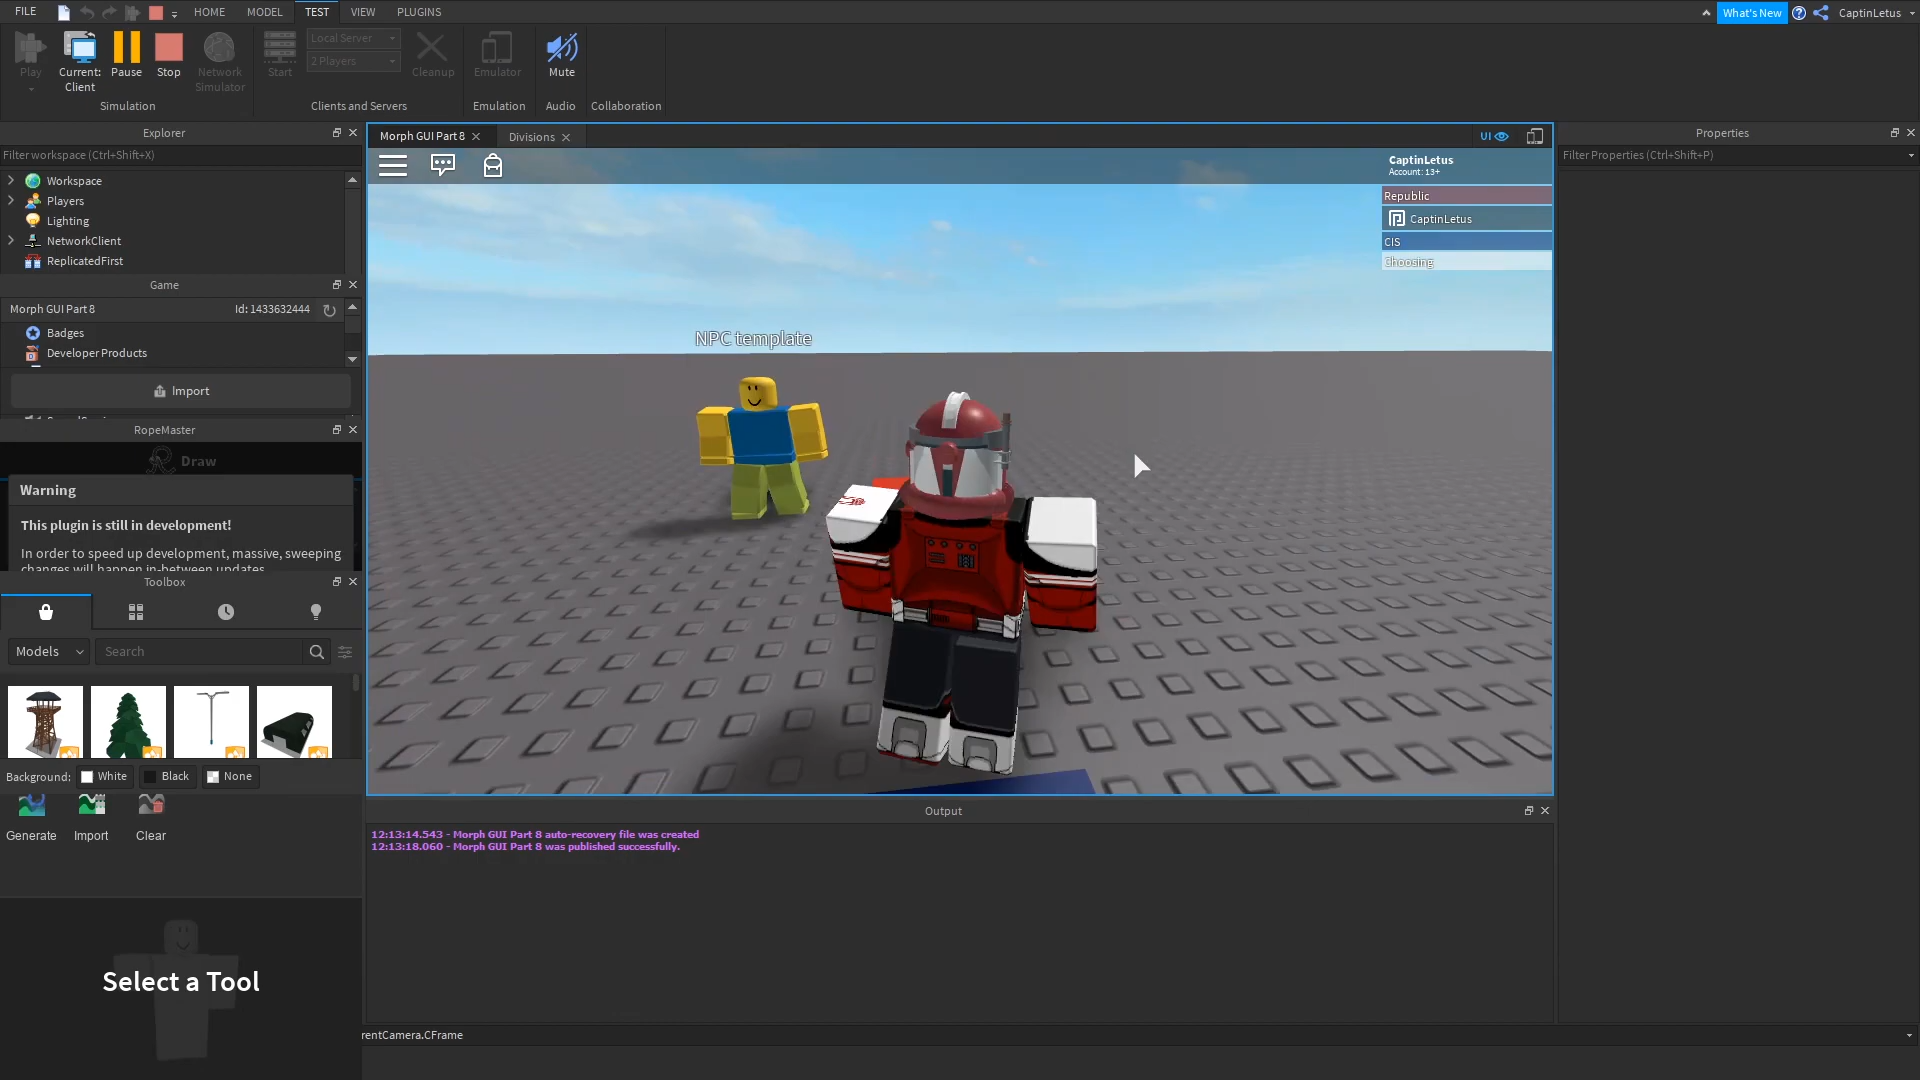 FILE
HOME
MODEL
TEST
VIEW
PLUGINS
What's New
CaptinLetus
Play
Current:
Client
Pause
Stop
Network
Simulator
Simulation
Start
Local Server
2 Players
Cleanup
Clients and Servers
Emulator
Emulation
Mute
Audio
Collaboration
Explorer
Filter workspace (Ctrl+Shift+X)
Workspace
Players
Lighting
NetworkClient
ReplicatedFirst
Game
Morph GUI Part 8
Id: 1433632444
Badges
Developer Products
Import
RopeMaster
Draw
Warning
This plugin is still in development!
In order to speed up development, massive, sweeping
changes will happen in-between updates
Toolbox
Models
Search
Background:
White
Black
None
Generate
Import
Clear
Select a Tool
Morph GUI Part 8
Divisions
UI
CaptinLetus
Account: 13+
Republic
CaptinLetus
CIS
Choosing
NPC template
Output
12:13:14.543 - Morph GUI Part 8 auto-recovery file was created
12:13:18.060 - Morph GUI Part 8 was published successfully.
rentCamera.CFrame
Properties
Filter Properties (Ctrl+Shift+P)